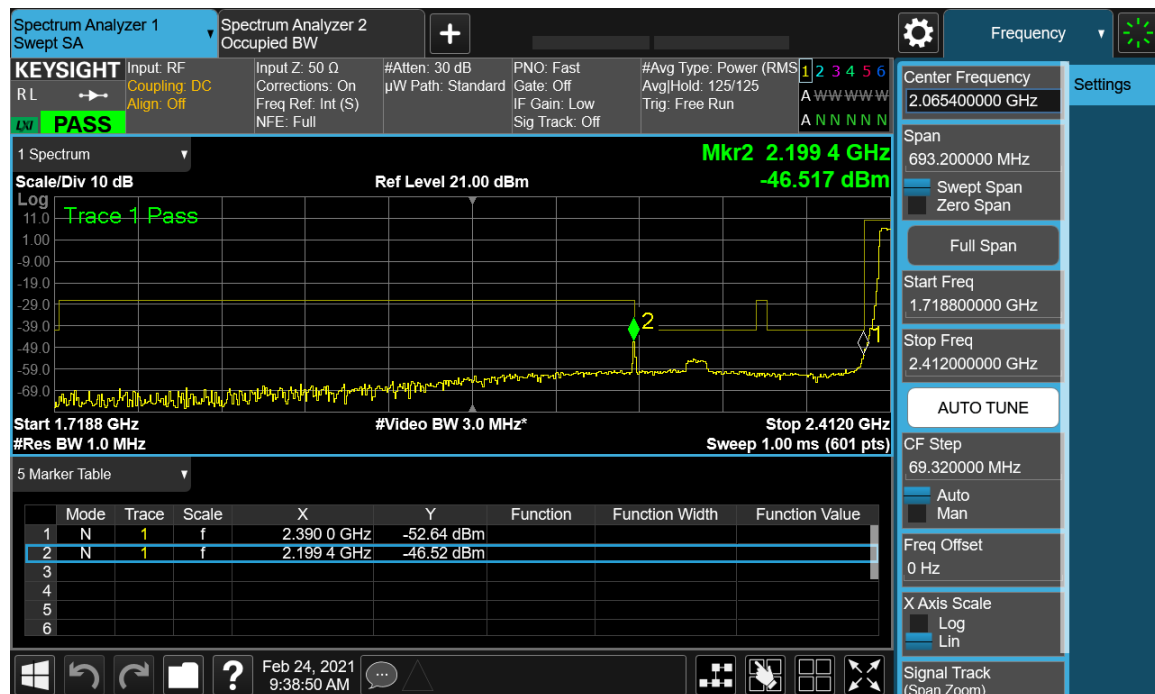 Spectrum Analyzer 1
Swept SA
Spectrum Analyzer 2
Occupied BW
Frequency
KEYSIGHT
R L
LXI
PASS
Input: RF
Coupling: DC
Align: Off
Input Z: 50 Ω
Corrections: On
Freq Ref: Int (S)
NFE: Full
#Atten: 30 dB
µW Path: Standard
PNO: Fast
Gate: Off
IF Gain: Low
Sig Track: Off
#Avg Type: Power (RMS
Avg|Hold: 125/125
Trig: Free Run
1 2 3 4 5 6
A W W W W W
A N N N N N
1 Spectrum
Mkr2 2.199 4 GHz
-46.517 dBm
Scale/Div 10 dB
Ref Level 21.00 dBm
Log
Trace 1 Pass
11.0
1.00
-9.00
-19.0
-29.0
-39.0
-49.0
-59.0
-69.0
2
1
Start 1.7188 GHz
#Video BW 3.0 MHz*
Stop 2.4120 GHz
#Res BW 1.0 MHz
Sweep 1.00 ms (601 pts)
5 Marker Table
Mode Trace Scale X Y Function Function Width Function Value
1 N 1 f 2.390 0 GHz -52.64 dBm
2 N 1 f 2.199 4 GHz -46.52 dBm
3
4
5
6
Feb 24, 2021
9:38:50 AM
Center Frequency
2.065400000 GHz
Settings
Span
693.200000 MHz
Swept Span
Zero Span
Full Span
Start Freq
1.718800000 GHz
Stop Freq
2.412000000 GHz
AUTO TUNE
CF Step
69.320000 MHz
Auto
Man
Freq Offset
0 Hz
X Axis Scale
Log
Lin
Signal Track
(Span Zoom)